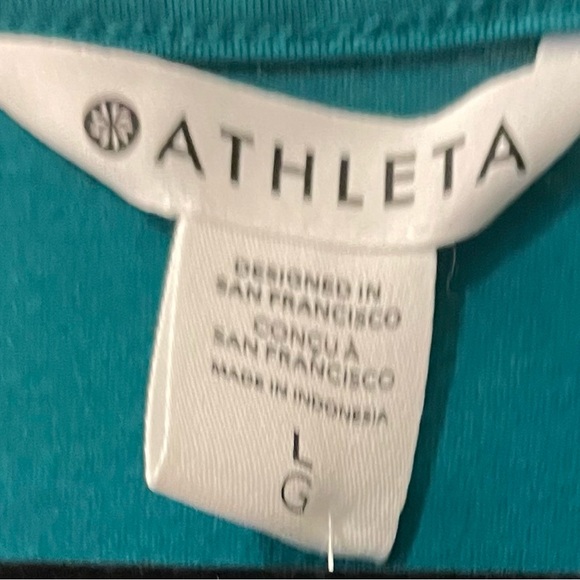 ATHLETA
DESIGNED IN
SAN FRANCISCO
CONÇU À
SAN FRANCISCO
MADE IN INDONESIA
L
G